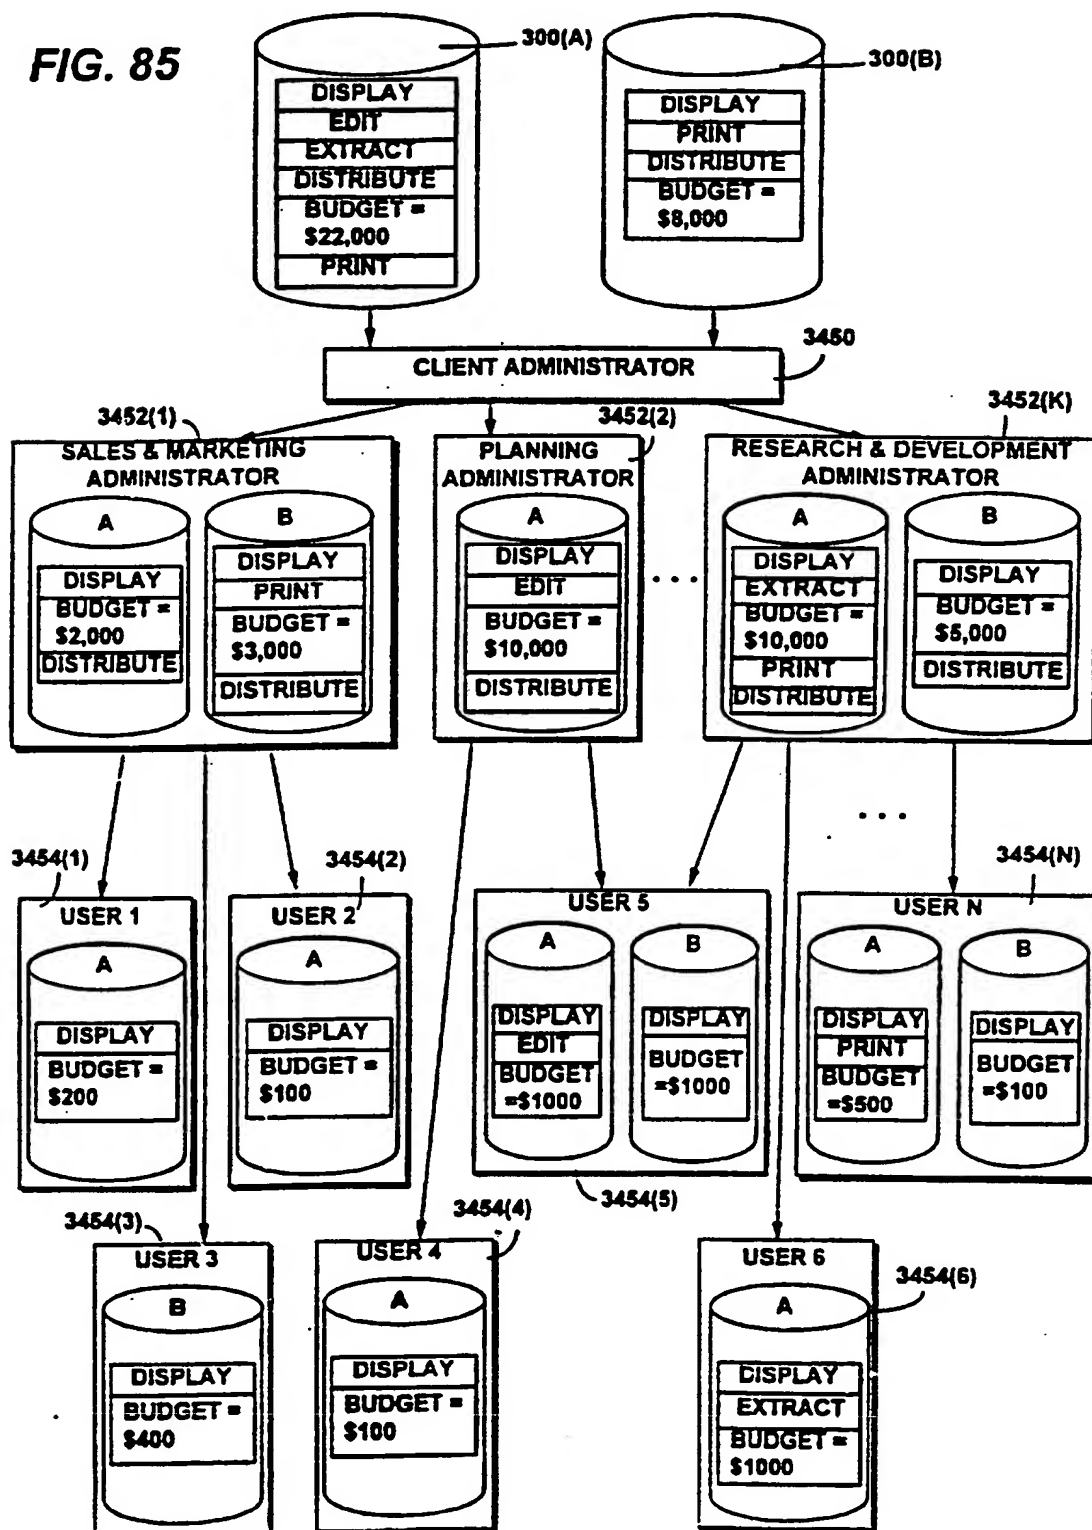 FIG. 85
300(A)
DISPLAY
EDIT
EXTRACT
DISTRIBUTE
BUDGET =
$22,000
PRINT
300(B)
DISPLAY
PRINT
DISTRIBUTE
BUDGET =
$8,000
CLIENT ADMINISTRATOR
3450
3452(1)
SALES & MARKETING
ADMINISTRATOR
A
DISPLAY
BUDGET =
$2,000
DISTRIBUTE
B
DISPLAY
PRINT
BUDGET =
$3,000
DISTRIBUTE
3452(2)
PLANNING
ADMINISTRATOR
A
DISPLAY
EDIT
BUDGET =
$10,000
DISTRIBUTE
. . .
3452(K)
RESEARCH & DEVELOPMENT
ADMINISTRATOR
A
DISPLAY
EXTRACT
BUDGET =
$10,000
PRINT
DISTRIBUTE
B
DISPLAY
BUDGET =
$5,000
DISTRIBUTE
. . .
3454(1)
USER 1
A
DISPLAY
BUDGET =
$200
3454(2)
USER 2
A
DISPLAY
BUDGET =
$100
USER 5
A
DISPLAY
EDIT
BUDGET
=$1000
B
DISPLAY
BUDGET
=$1000
3454(5)
3454(N)
USER N
A
DISPLAY
PRINT
BUDGET
=$500
B
DISPLAY
BUDGET
=$100
3454(3)
USER 3
B
DISPLAY
BUDGET =
$400
3454(4)
USER 4
A
DISPLAY
BUDGET =
$100
USER 6
3454(6)
A
DISPLAY
EXTRACT
BUDGET =
$1000